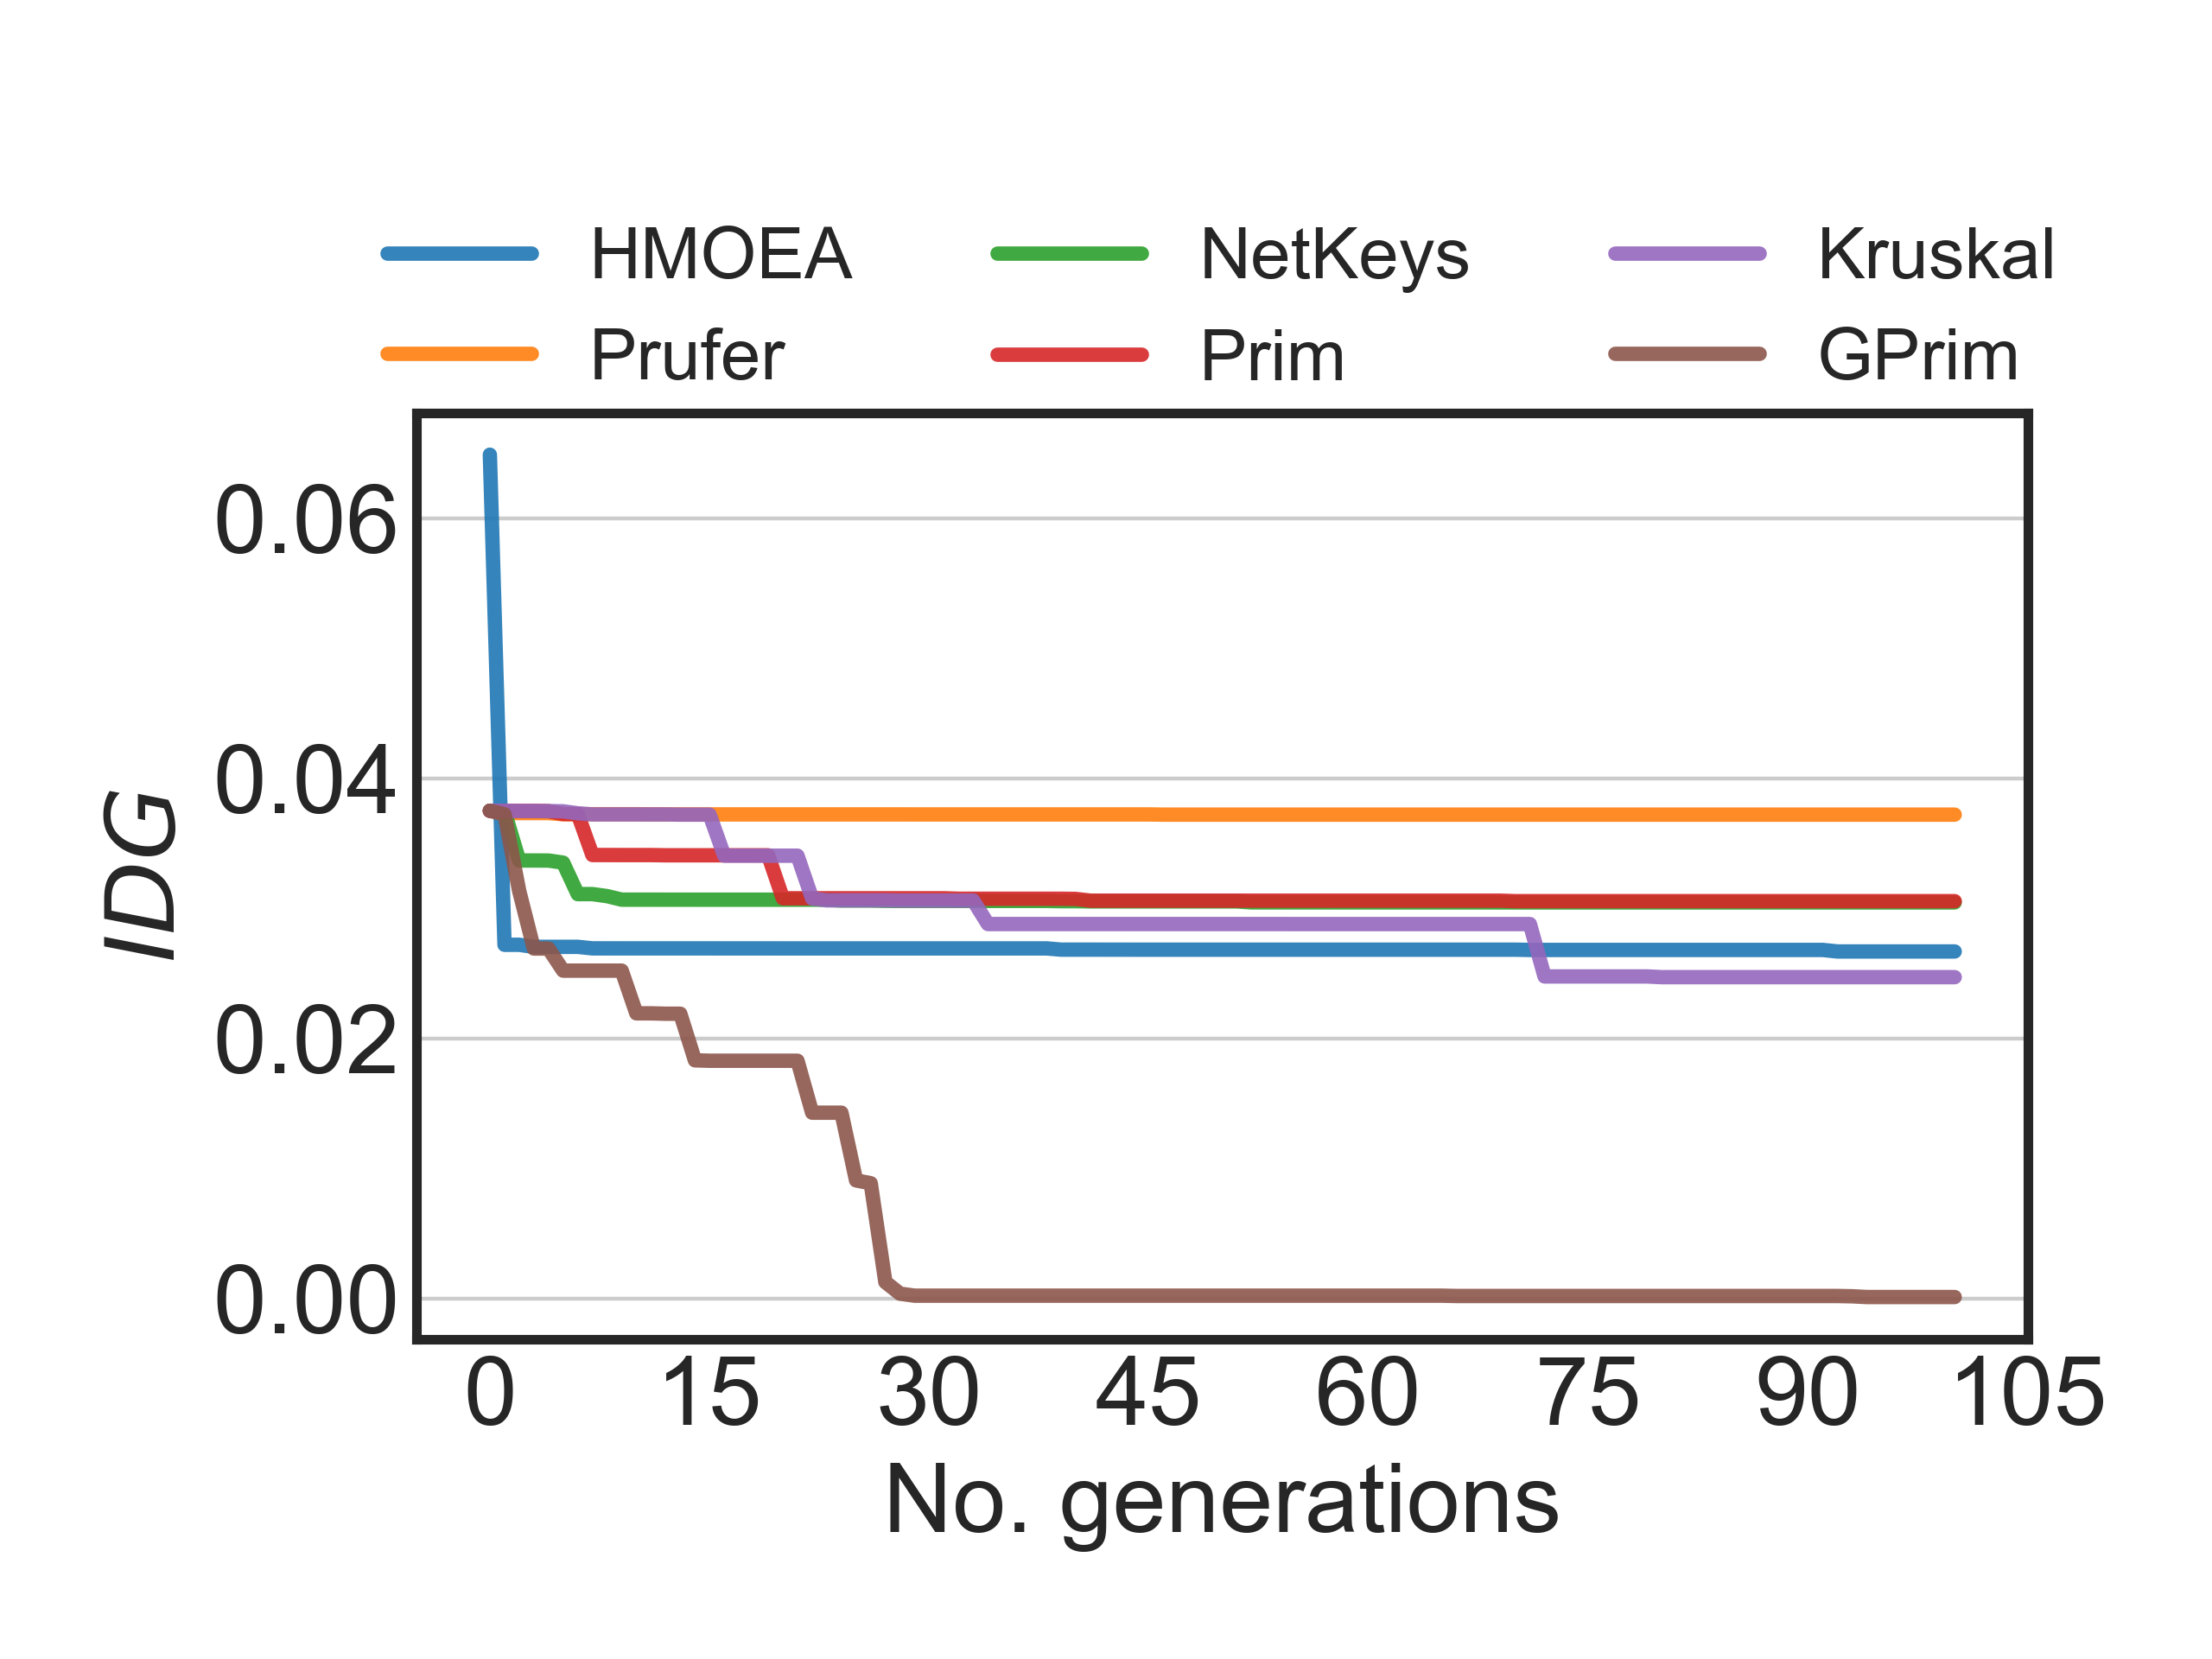 HMOEA NetKeys Kruskal
Prufer Prim GPrim
0.06
0.04
0.02
0.00
IDG
0 15 30 45 60 75 90 105
No. generations